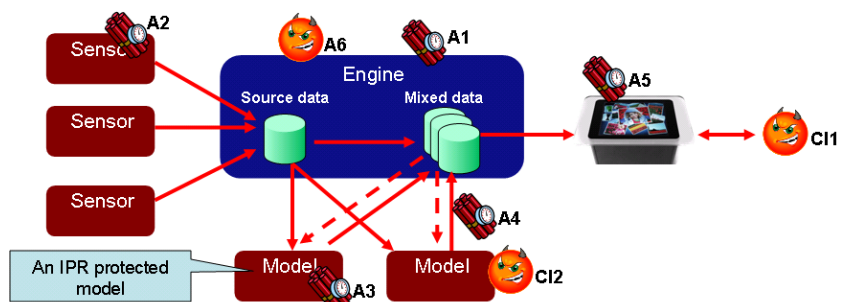 A2
Sensor
A6
A1
Engine
Source data
Mixed data
A5
Sensor
CI1
Sensor
A4
An IPR protected
model
Model
A3
Model
CI2